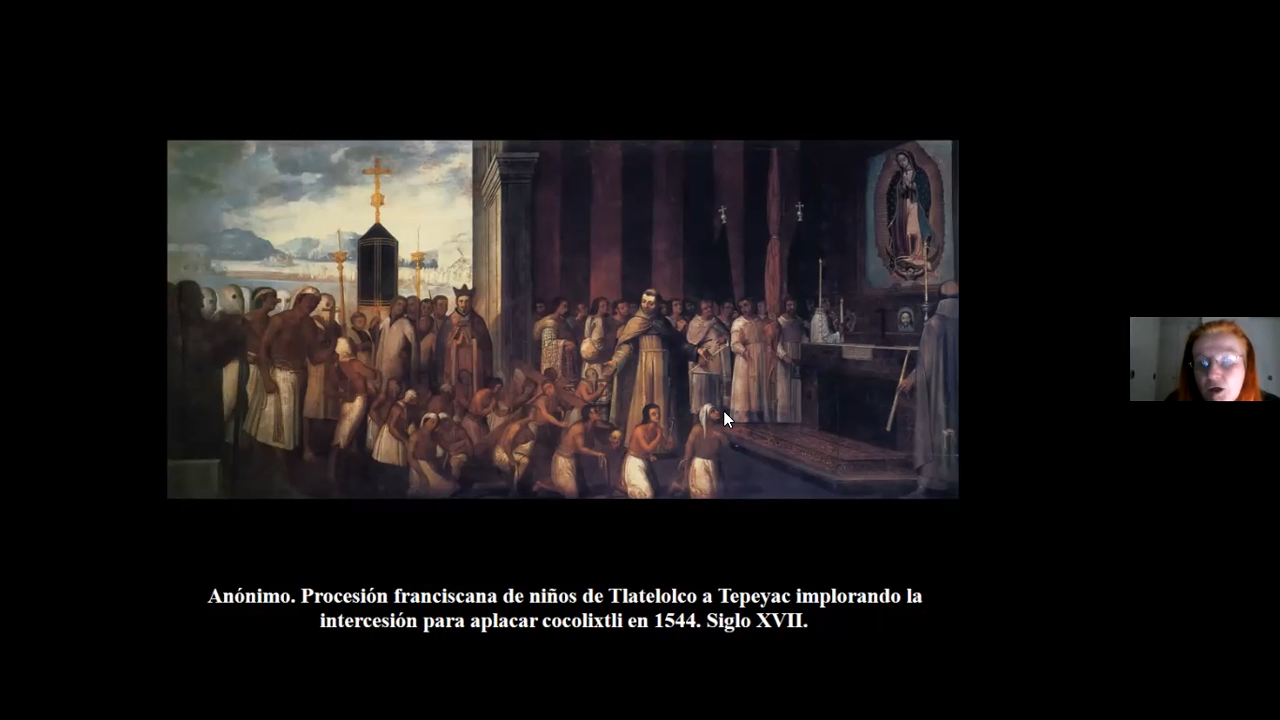 Anónimo. Procesión franciscana de niños de Tlatelolco a Tepeyac implorando la
intercesión para aplacar cocolixtli en 1544. Siglo XVII.